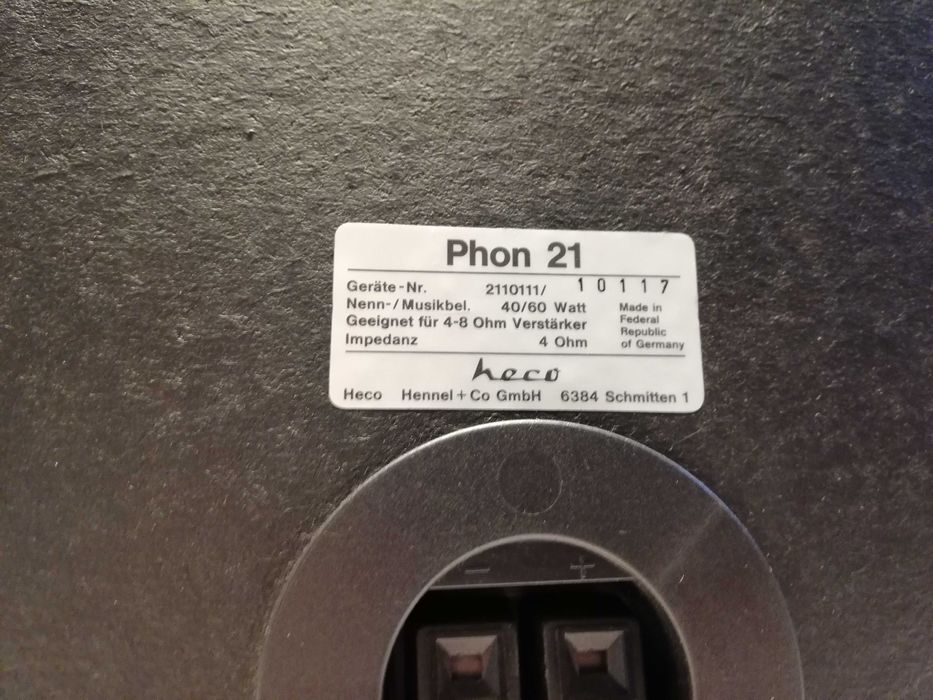 Phon 21
Geräte-Nr. 2110111/ 10117
Nenn-/Musikbel. 40/60 Watt
Geeignet für 4-8 Ohm Verstärker
Impedanz 4 Ohm
Made in
Federal
Republic
of Germany
heco
Heco Hennel+Co GmbH 6384 Schmitten 1
- +